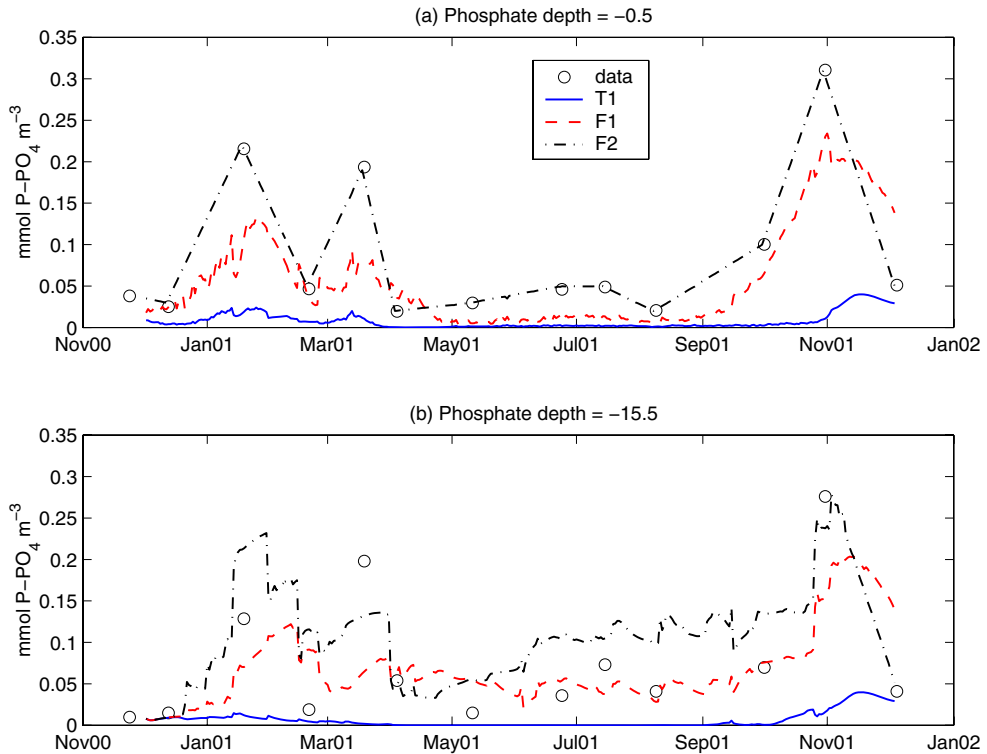 (a) Phosphate depth = −0.5
mmol P−PO4 m−3
0.35
0.3
0.25
0.2
0.15
0.1
0.05
0
data
T1
F1
F2
Nov00 Jan01 Mar01 May01 Jul01 Sep01 Nov01 Jan02
(b) Phosphate depth = −15.5
mmol P−PO4 m−3
0.35
0.3
0.25
0.2
0.15
0.1
0.05
0
Nov00 Jan01 Mar01 May01 Jul01 Sep01 Nov01 Jan02